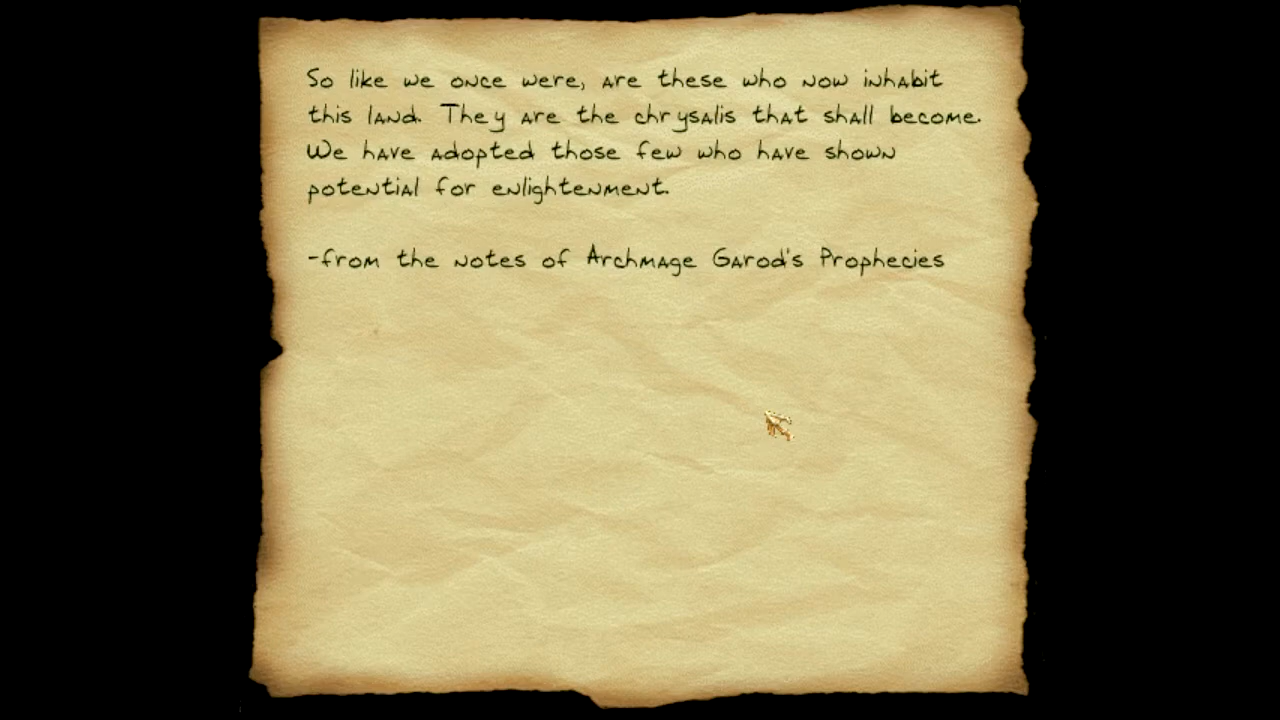 So like we once were, are these who now inhabit
this land. They are the chrysalis that shall become.
We have adopted those few who have shown
potential for enlightenment.
-from the notes of Archmage Garod's Prophecies